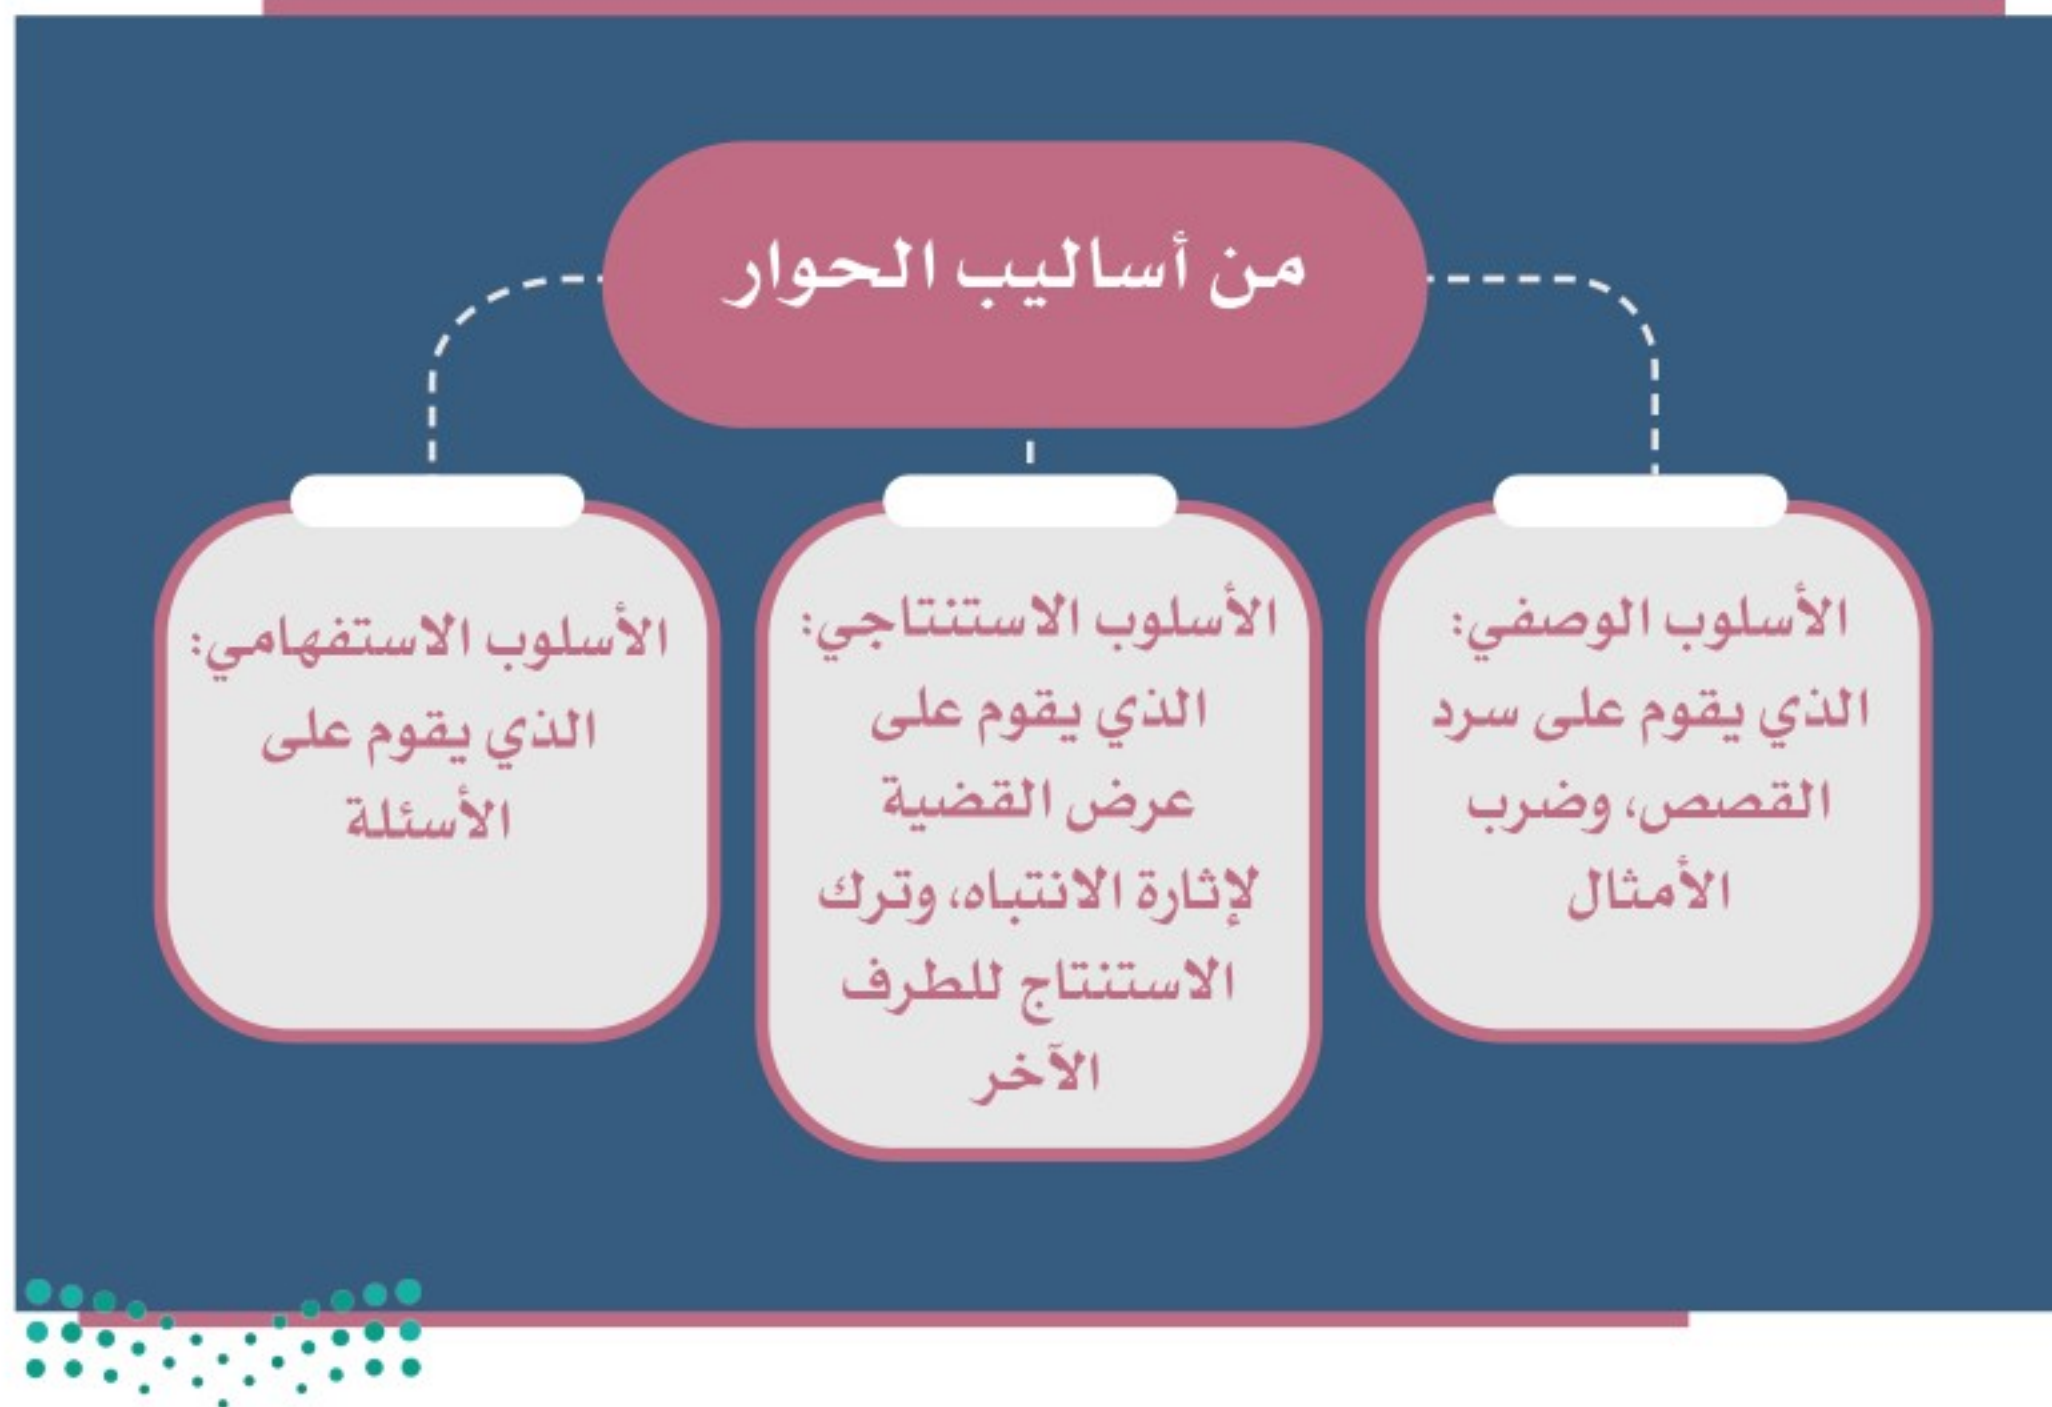 من أساليب الحوار
الأسلوب الوصفي:
الذي يقوم على سرد
القصص، وضرب
الأمثال
الأسلوب الاستنتاجي:
الذي يقوم على
عرض القضية
لإثارة الانتباه، وترك
الاستنتاج للطرف
الآخر
الأسلوب الاستفهامي:
الذي يقوم على
الأسئلة